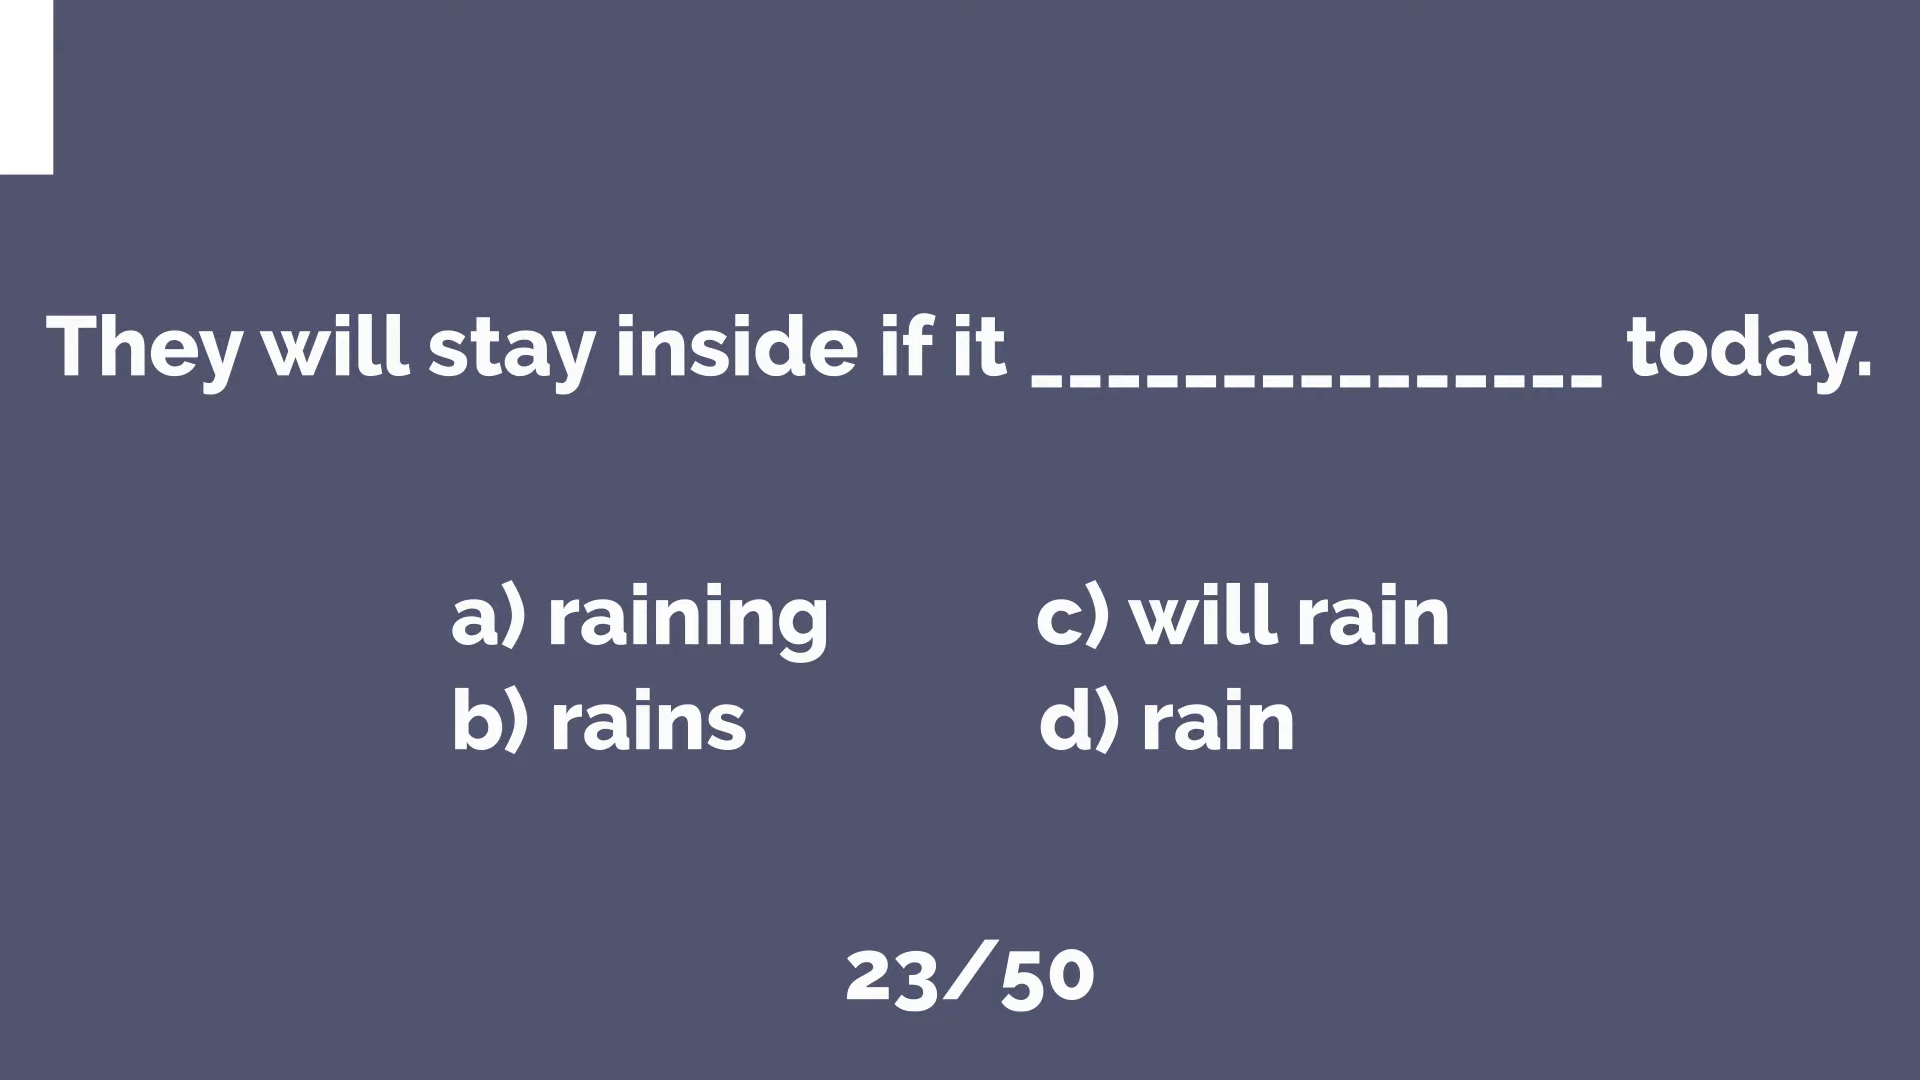 They will stay inside if it _______________ today.
a) raining
b) rains
c) will rain
d) rain
23/50